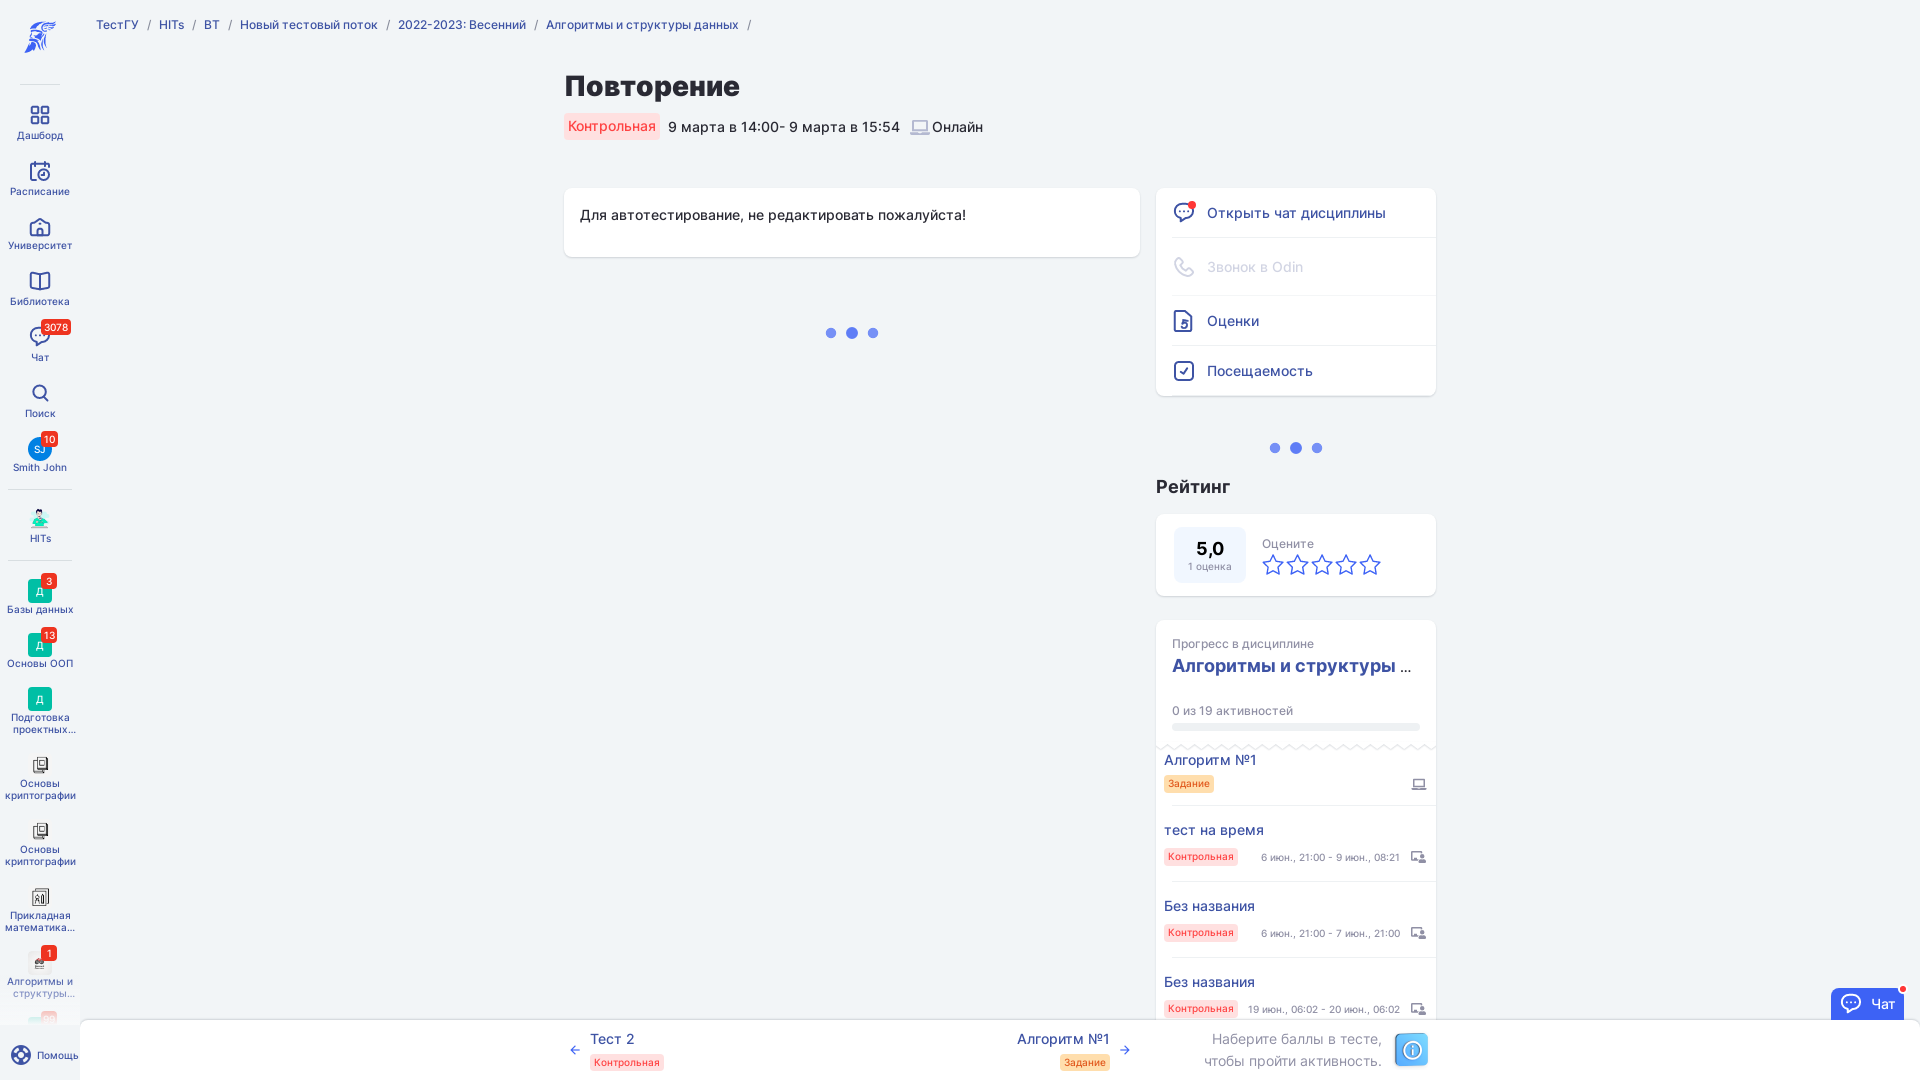 ТестГУ / HITs / ВТ / Новый тестовый поток / 2022-2023: Весенний / Алгоритмы и структуры данных /
Дашборд
Расписание
Университет
Библиотека
3078
Чат
Поиск
10
SJ
Smith John
HITs
3
Д
Базы данных
13
Д
Основы ООП
Д
Подготовка
проектных...
Основы
криптографии
Основы
криптографии
Прикладная
математика...
1
Алгоритмы и
структуры...
Помощь
Повторение
Контрольная 9 марта в 14:00- 9 марта в 15:54 Онлайн
Для автотестирование, не редактировать пожалуйста!
Открыть чат дисциплины
Звонок в Odin
Оценки
Посещаемость
Рейтинг
5,0
1 оценка
Оцените
Прогресс в дисциплине
Алгоритмы и структуры ...
0 из 19 активностей
Алгоритм №1
Задание
тест на время
Контрольная 6 июн., 21:00 - 9 июн., 08:21
Без названия
Контрольная 6 июн., 21:00 - 7 июн., 21:00
Без названия
Контрольная 19 июн., 06:02 - 20 июн., 06:02
Чат
Тест 2
Контрольная
Алгоритм №1
Задание
Наберите баллы в тесте,
чтобы пройти активность.